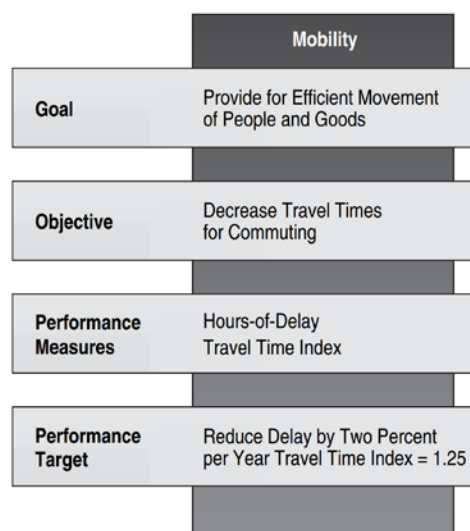 Mobility
Goal
Provide for Efficient Movement
of People and Goods
Objective
Decrease Travel Times
for Commuting
Performance
Measures
Hours-of-Delay
Travel Time Index
Performance
Target
Reduce Delay by Two Percent
per Year Travel Time Index = 1.25